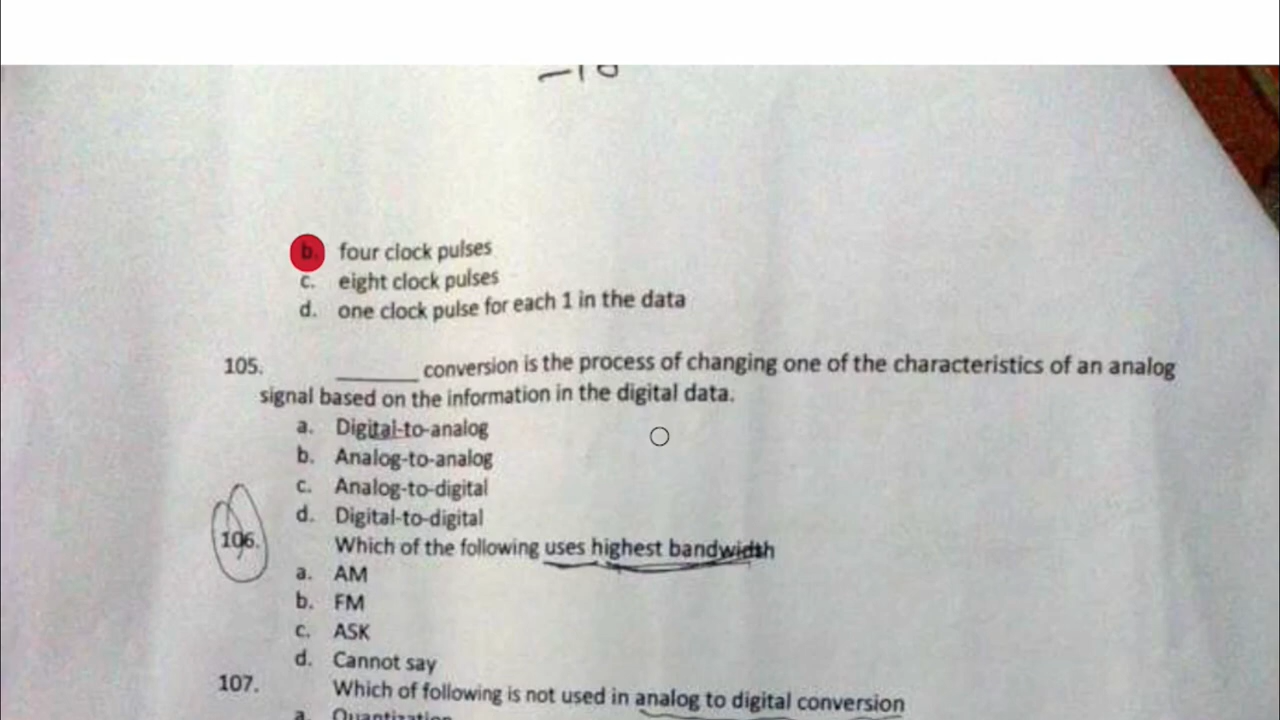 -10
b. four clock pulses
c. eight clock pulses
d. one clock pulse for each 1 in the data
105. ______ conversion is the process of changing one of the characteristics of an analog
signal based on the information in the digital data.
a. Digital-to-analog
b. Analog-to-analog
c. Analog-to-digital
d. Digital-to-digital
106. Which of the following uses highest bandwidth
a. AM
b. FM
c. ASK
d. Cannot say
107. Which of following is not used in analog to digital conversion
a. Quantization